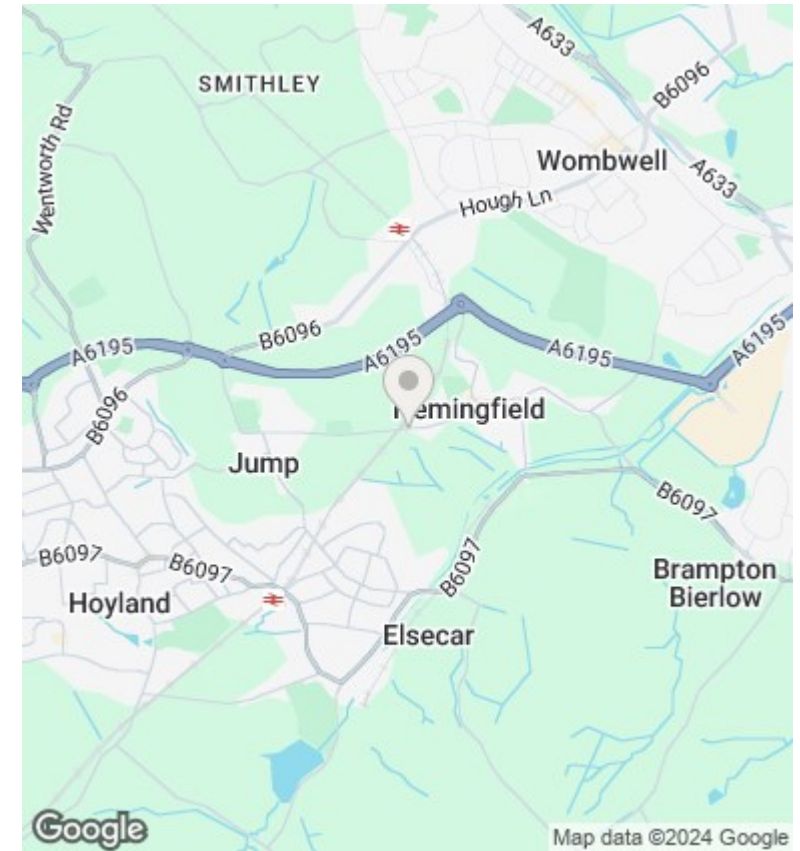 A633
SMITHLEY
B6096
Wentworth Rd
Wombwell
A633
Hough Ln
B6096
A6195
A6195
A6195
A6195
B6096
Hemingfield
Jump
B6097
B6097
B6097
B6097
Brampton
Bierlow
Hoyland
Elsecar
Google
Map data ©2024 Google